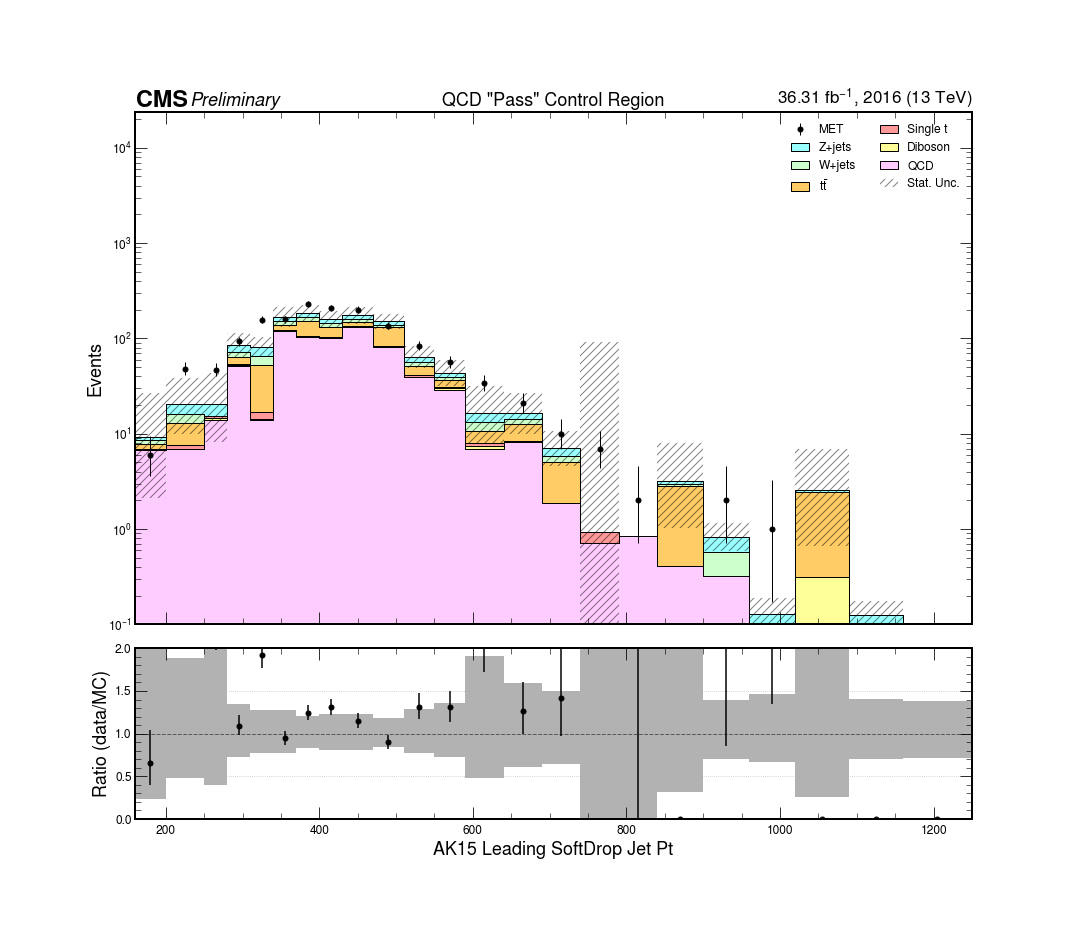 CMS Preliminary QCD "Pass" Control Region 36.31 fb⁻¹, 2016 (13 TeV)
MET Single t
Z+jets Diboson
W+jets QCD
tt̄ Stat. Unc.
Events
10⁴
10³
10²
10¹
10⁰
10⁻¹
Ratio (data/MC)
2.0
1.5
1.0
0.5
0.0
200 400 600 800 1000 1200
AK15 Leading SoftDrop Jet Pt